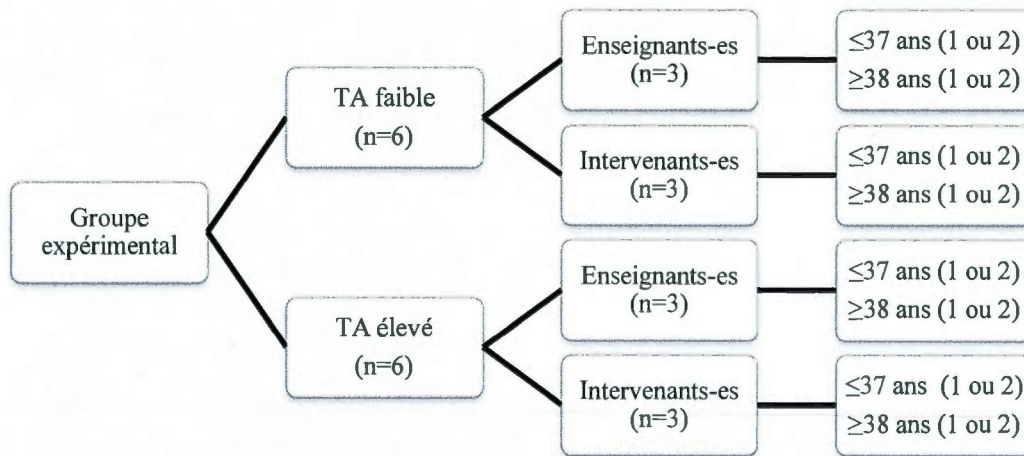 Groupe
expérimental
TA faible
(n=6)
TA élevé
(n=6)
Enseignants-es
(n=3)
Intervenants-es
(n=3)
Enseignants-es
(n=3)
Intervenants-es
(n=3)
≤37 ans (1 ou 2)
≥38 ans (1 ou 2)
≤37 ans (1 ou 2)
≥38 ans (1 ou 2)
≤37 ans (1 ou 2)
≥38 ans (1 ou 2)
≤37 ans (1 ou 2)
≥38 ans (1 ou 2)